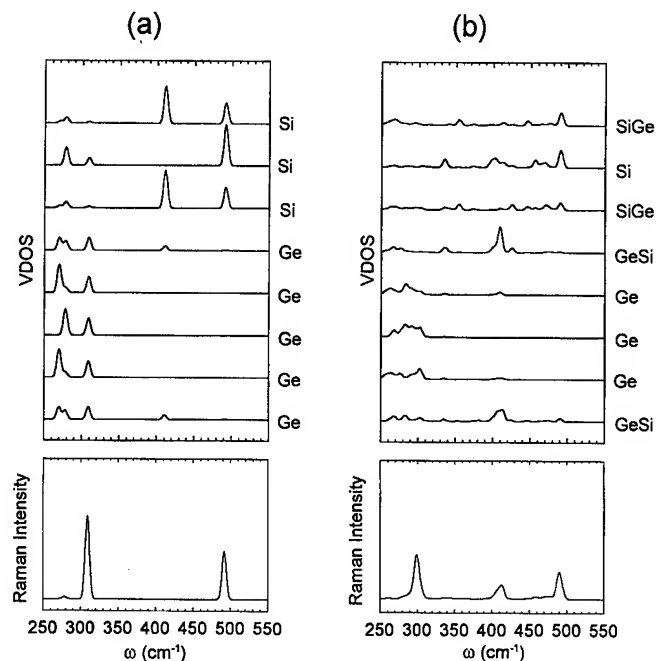 (a)
(b)
Si
Si
Si
Ge
Ge
Ge
Ge
Ge
VDOS
SiGe
Si
SiGe
GeSi
Ge
Ge
Ge
GeSi
VDOS
Raman Intensity
250 300 350 400 450 500 550
ω (cm-1)
Raman Intensity
250 300 350 400 450 500 550
ω (cm-1)